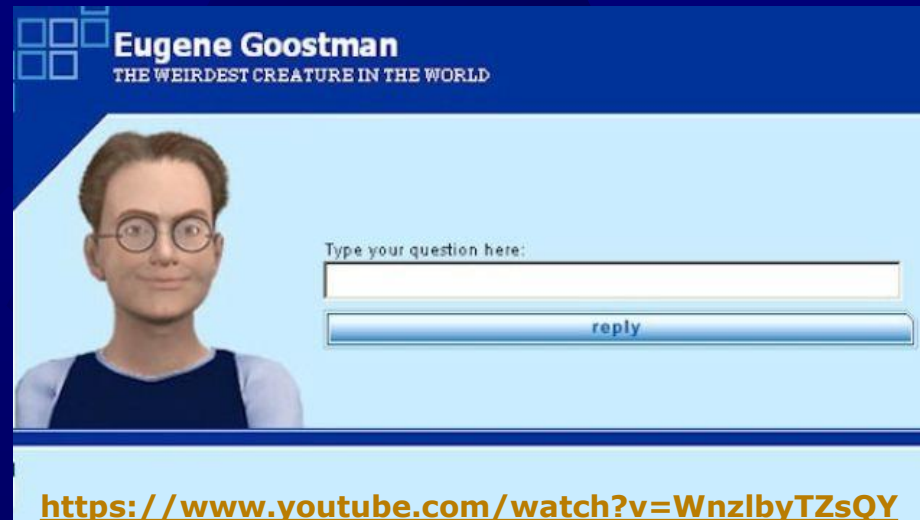 Eugene Goostman
THE WEIRDEST CREATURE IN THE WORLD
Type your question here:
reply
https://www.youtube.com/watch?v=WnzlbyTZsQY